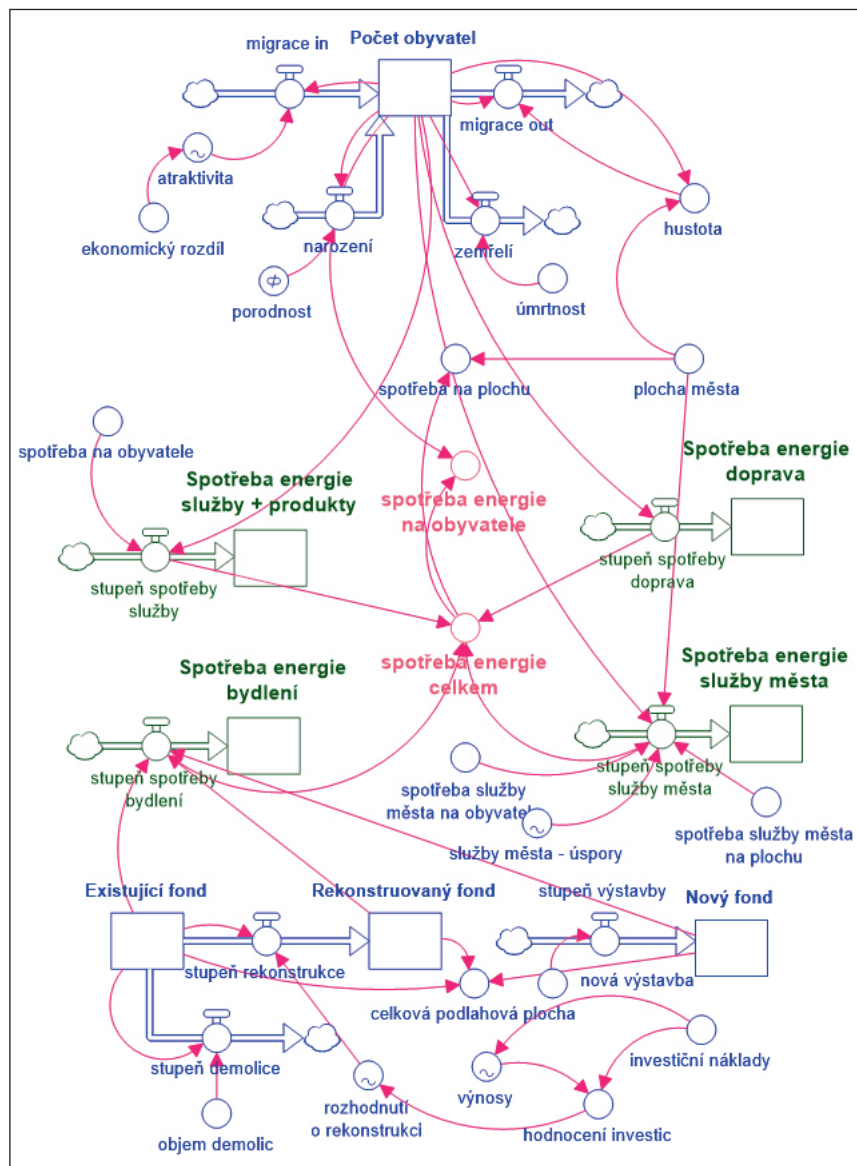 migrace in
Počet obyvatel
migrace out
atraktivita
hustota
ekonomický rozdíl
narození
zemřelí
porodnost
úmrtnost
spotřeba na plochu
plocha města
spotřeba na obyvatele
Spotřeba energie
služby + produkty
spotřeba energie
na obyvatele
Spotřeba energie
doprava
stupeň spotřeby
služby
stupeň spotřeby
doprava
spotřeba energie
celkem
Spotřeba energie
bydlení
Spotřeba energie
služby města
stupeň spotřeby
bydlení
stupeň spotřeby
služby města
spotřeba služby
města na obyvatel
služby města - úspory
spotřeba služby města
na plochu
Existující fond
Rekonstruovaný fond
stupeň výstavby
Nový fond
stupeň rekonstrukce
celková podlahová plocha
nová výstavba
stupeň demolice
investiční náklady
objem demolic
rozhodnutí
o rekonstrukci
výnosy
hodnocení investic